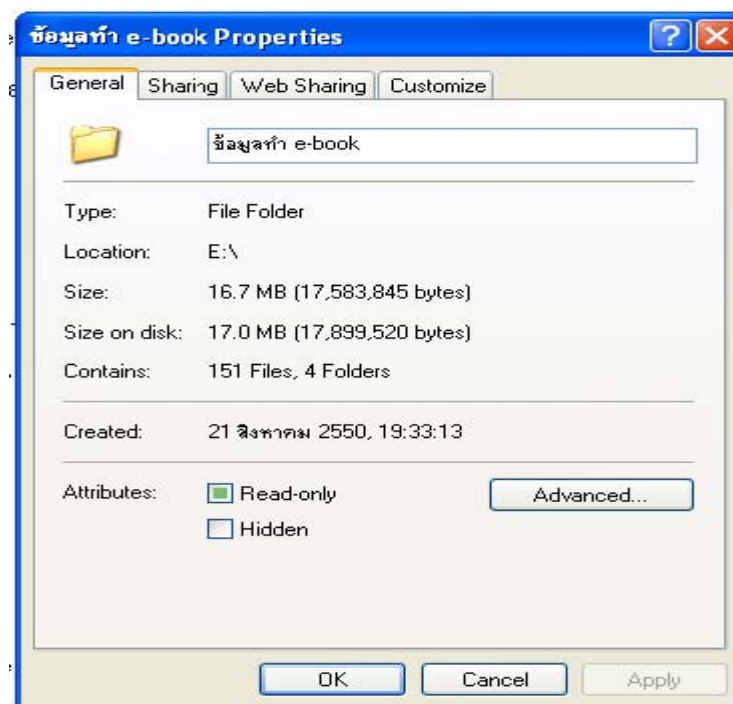 ข้อมูลทำ e-book Properties
General Sharing Web Sharing Customize
ข้อมูลทำ e-book
Type: File Folder
Location: E:\
Size: 16.7 MB (17,583,845 bytes)
Size on disk: 17.0 MB (17,899,520 bytes)
Contains: 151 Files, 4 Folders
Created: 21 สิงหาคม 2550, 19:33:13
Attributes: Read-only Advanced...
Hidden
OK Cancel Apply